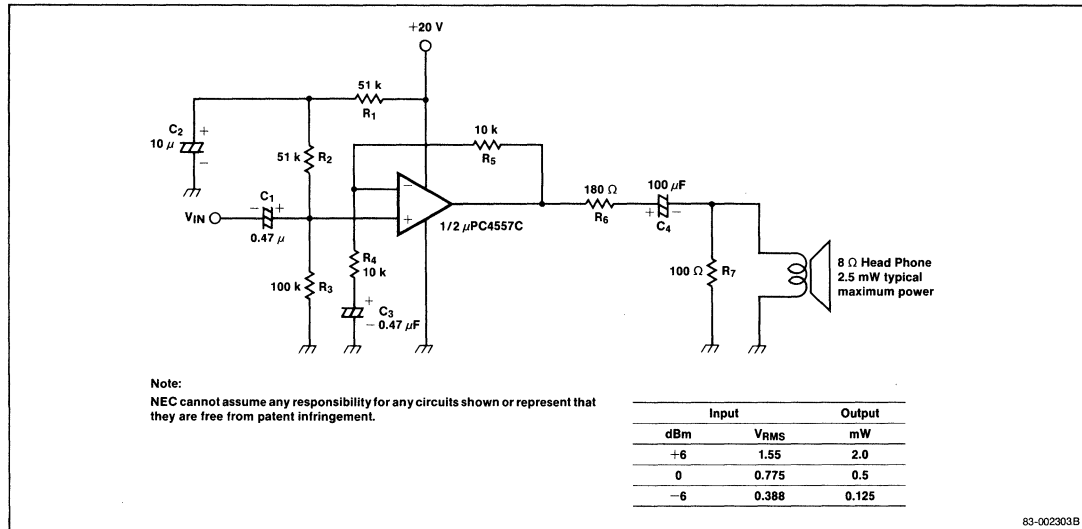 +20 V
51 k
R1
C2
10 μ
+
−
51 k
R2
10 k
R5
VIN
C1
− +
0.47 μ
−
+
1/2 μPC4557C
180 Ω
R6
100 μF
+ −
C4
R4
10 k
100 k
R3
+
C3
− 0.47 μF
100 Ω
R7
8 Ω Head Phone
2.5 mW typical
maximum power
Note:
NEC cannot assume any responsibility for any circuits shown or represent that
they are free from patent infringement.
Input Output
dBm VRMS mW
+6 1.55 2.0
0 0.775 0.5
−6 0.388 0.125
83-002303B